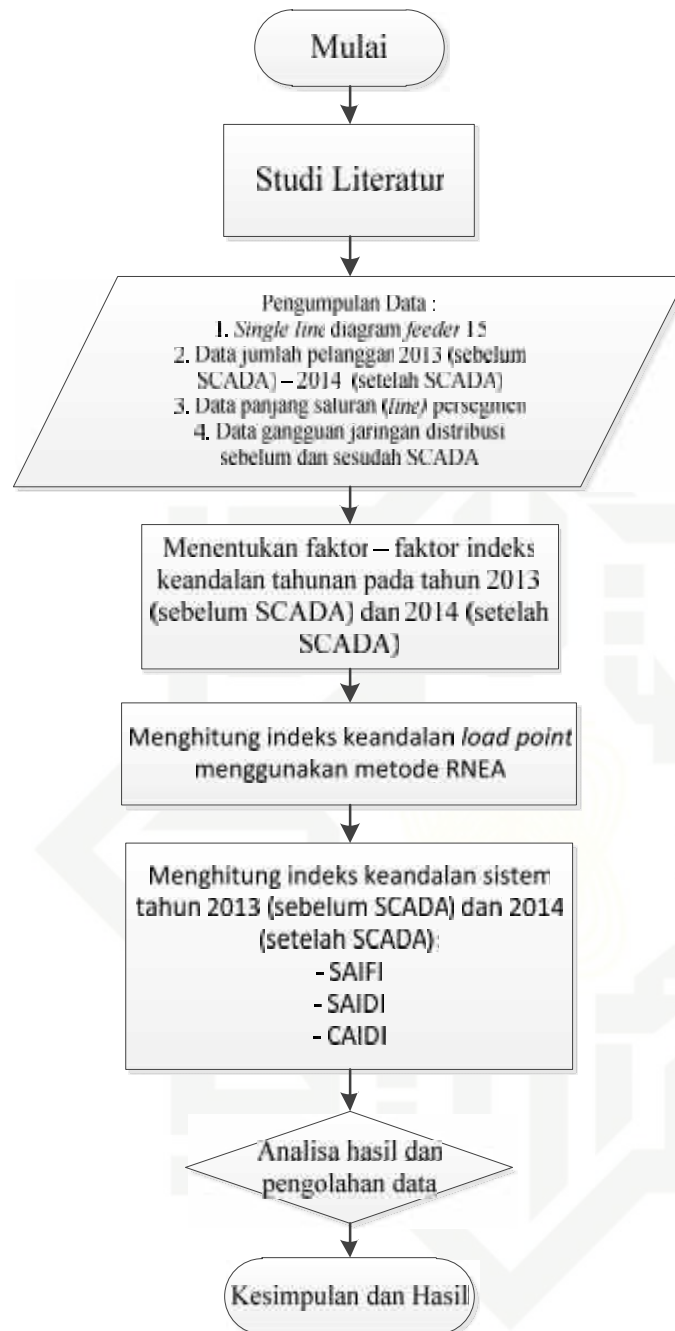 Mulai
Studi Literatur
Pengumpulan Data :
1. Single line diagram feeder 15
2. Data jumlah pelanggan 2013 (sebelum
SCADA) – 2014 (setelah SCADA)
3. Data panjang saluran (line) persegmen
4. Data gangguan jaringan distribusi
sebelum dan sesudah SCADA
Menentukan faktor – faktor indeks
keandalan tahunan pada tahun 2013
(sebelum SCADA) dan 2014 (setelah
SCADA)
Menghitung indeks keandalan load point
menggunakan metode RNEA
Menghitung indeks keandalan sistem
tahun 2013 (sebelum SCADA) dan 2014
(setelah SCADA):
- SAIFI
- SAIDI
- CAIDI
Analisa hasil dan
pengolahan data
Kesimpulan dan Hasil